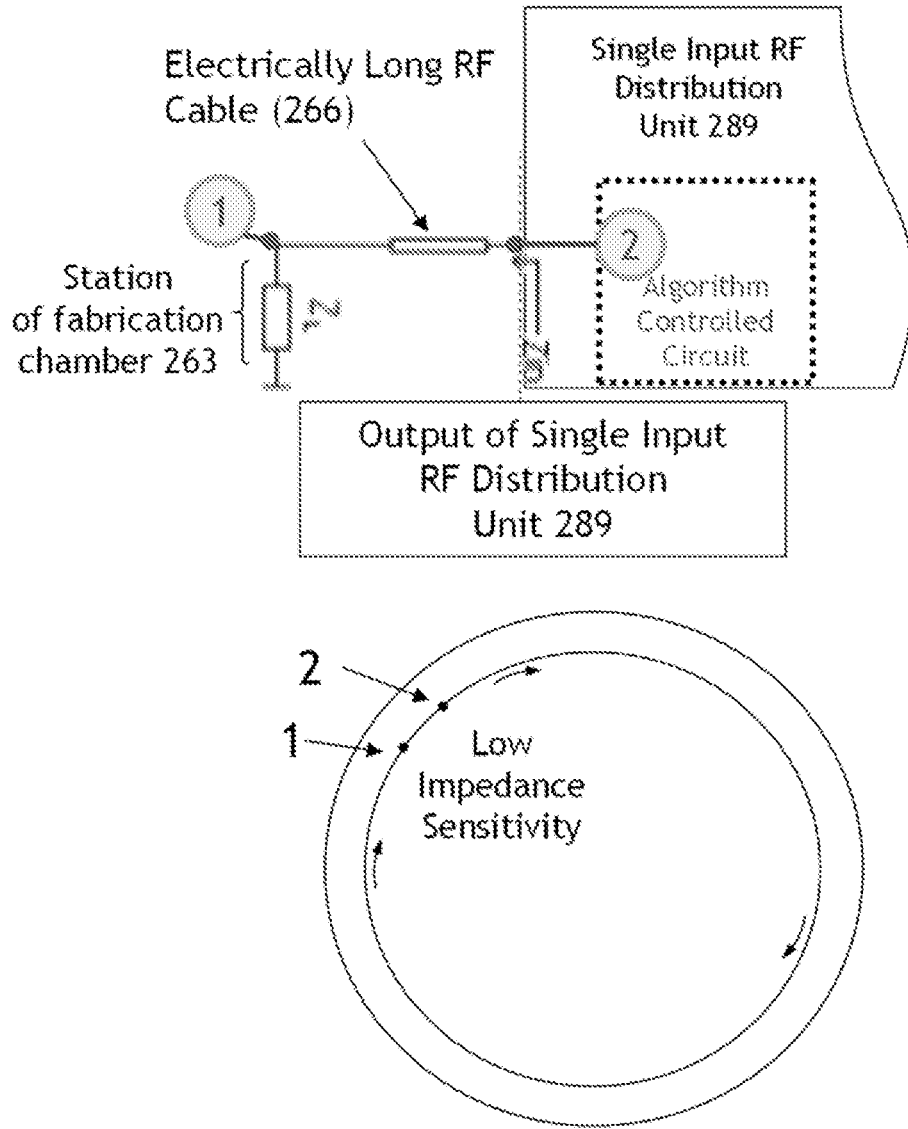 Electrically Long RF
Cable (266)
Single Input RF
Distribution
Unit 289
1
2
Station
of fabrication
chamber 263
Algorithm
Controlled
Circuit
Output of Single Input
RF Distribution
Unit 289
2
1
Low
Impedance
Sensitivity